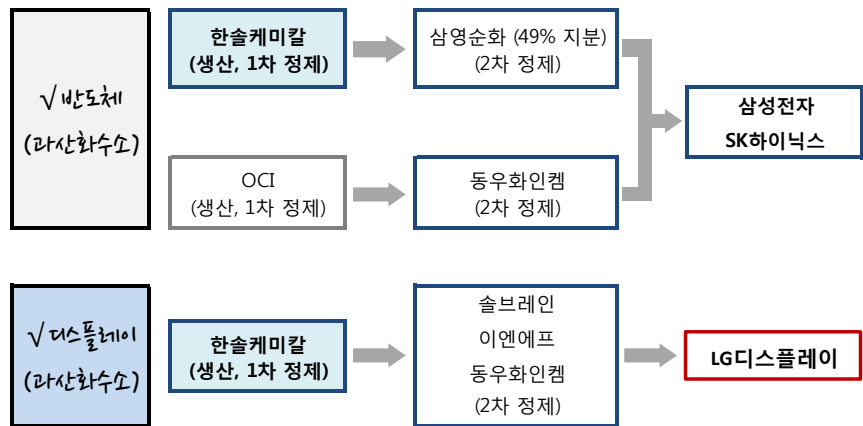 √ 반도체
(과산화수소)
한솔케미칼
(생산, 1차 정제)
삼영순화 (49% 지분)
(2차 정제)
OCI
(생산, 1차 정제)
동우화인켐
(2차 정제)
삼성전자
SK하이닉스
√ 디스플레이
(과산화수소)
한솔케미칼
(생산, 1차 정제)
솔브레인
이엔에프
동우화인켐
(2차 정제)
LG디스플레이